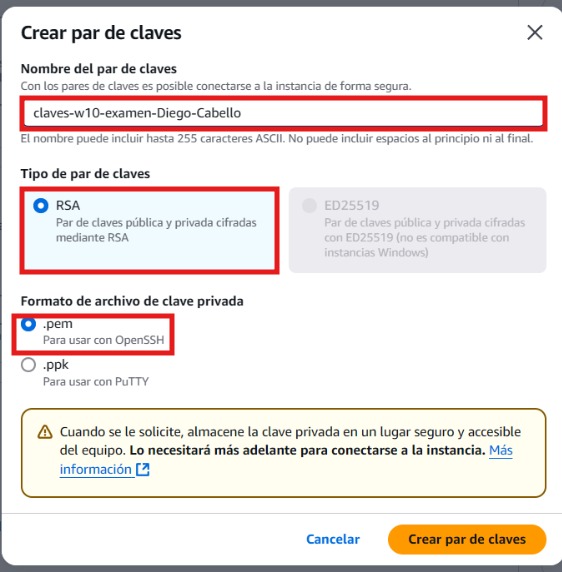 Crear par de claves
Nombre del par de claves
Con los pares de claves es posible conectarse a la instancia de forma segura.
claves-w10-examen-Diego-Cabello
El nombre puede incluir hasta 255 caracteres ASCII. No puede incluir espacios al principio ni al final.
Tipo de par de claves
RSA
Par de claves pública y privada cifradas
mediante RSA
ED25519
Par de claves pública y privada cifradas
con ED25519 (no es compatible con
instancias Windows)
Formato de archivo de clave privada
.pem
Para usar con OpenSSH
.ppk
Para usar con PuTTY
Cuando se le solicite, almacene la clave privada en un lugar seguro y accesible
del equipo. Lo necesitará más adelante para conectarse a la instancia. Más
información
Cancelar
Crear par de claves